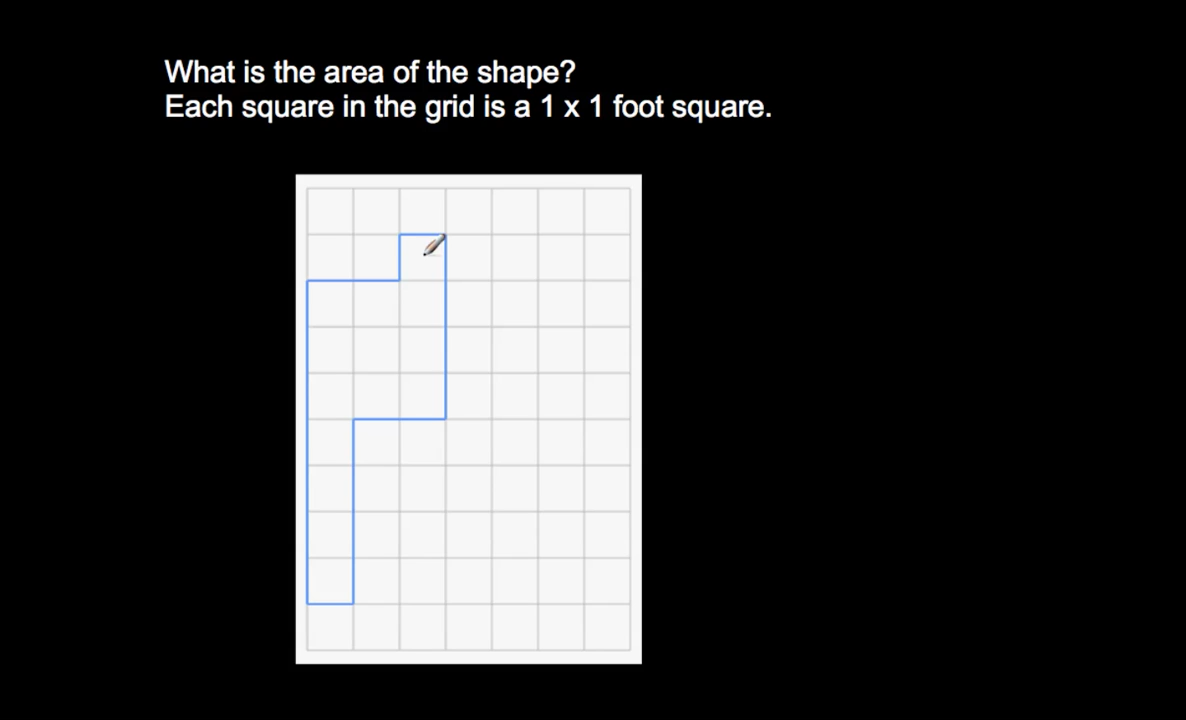 What is the area of the shape?
Each square in the grid is a 1 x 1 foot square.